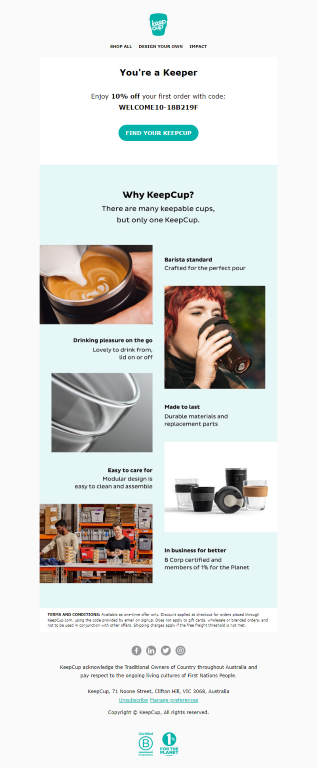 keep
cup
SHOP ALL DESIGN YOUR OWN IMPACT
You're a Keeper
Enjoy 10% off your first order with code:
WELCOME10-18B219F
FIND YOUR KEEPCUP
Why KeepCup?
There are many keepable cups,
but only one KeepCup.
Barista standard
Crafted for the perfect pour
Drinking pleasure on the go
Lovely to drink from,
lid on or off
Made to last
Durable materials and
replacement parts
Easy to care for
Modular design is
easy to clean and assemble
In business for better
B Corp certified and
members of 1% for the Planet
TERMS AND CONDITIONS: Available as one-time offer only. Discount applied at checkout for orders placed through
KeepCup.com, using the code provided by email on signup. Does not apply to gift cards, wholesale or branded orders, and
not to be used in conjunction with other offers. Shipping charges apply if the free freight threshold is not met.
KeepCup acknowledge the Traditional Owners of Country throughout Australia and
pay respect to the ongoing living cultures of First Nations People.
KeepCup, 71 Noone Street, Clifton Hill, VIC 3068, Australia
Unsubscribe Manage preferences
Copyright © KeepCup, All rights reserved.
Certified
B
Corporation
1%
FOR THE
PLANET